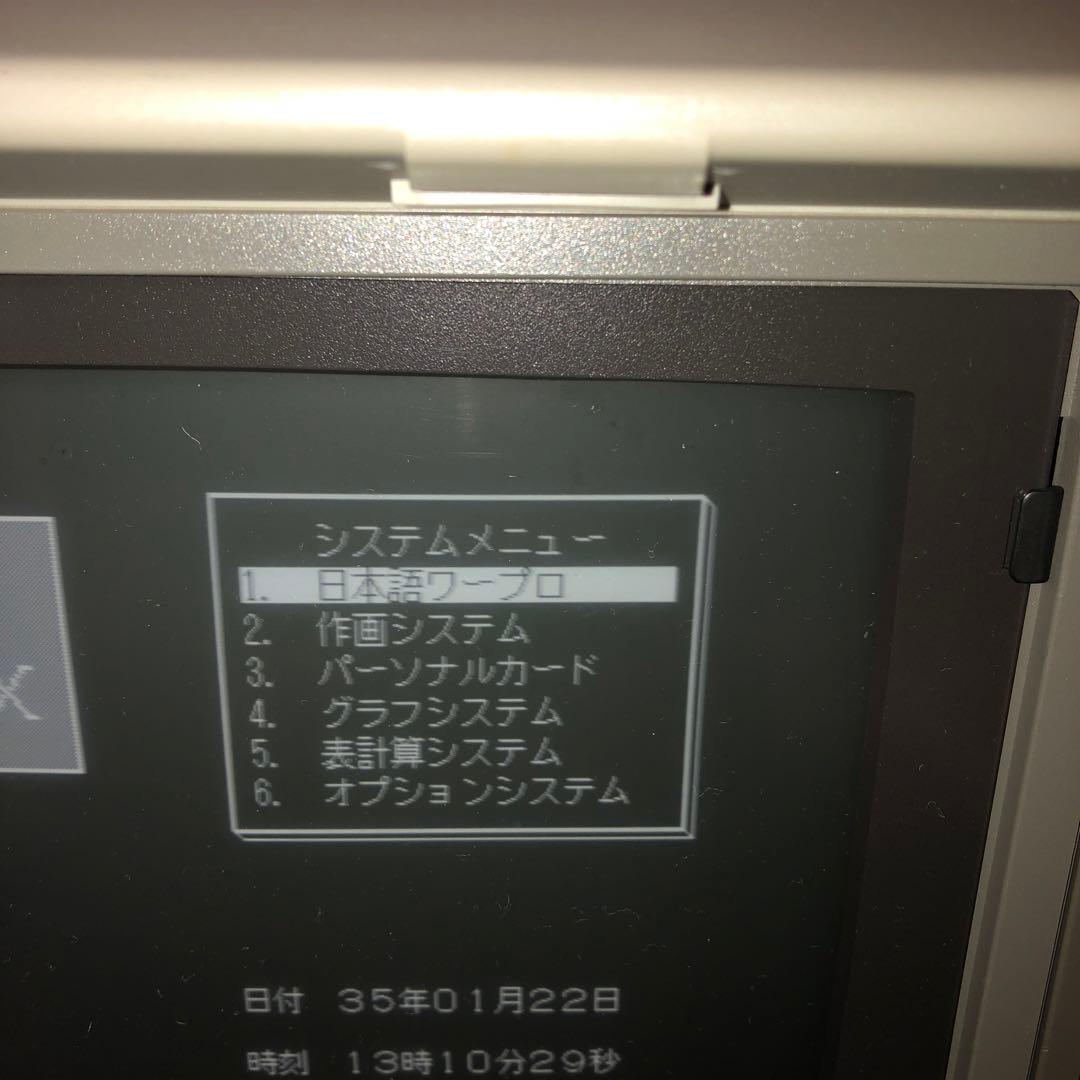 システムメニュー
1. 日本語ワープロ
2. 作画システム
3. パーソナルカード
4. グラフシステム
5. 表計算システム
6. オプションシステム
日付 35年01月22日
時刻 13時10分29秒